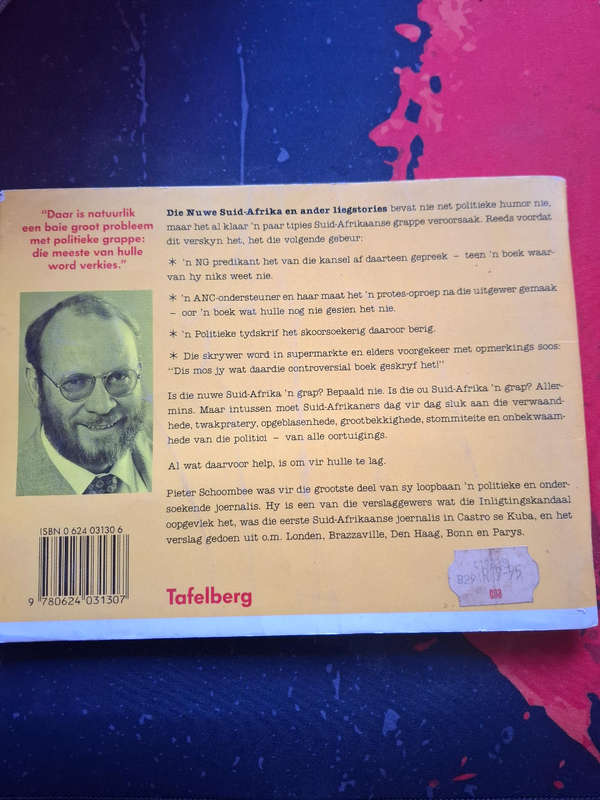 "Daar is natuurlik
een baie groot probleem
met politieke grappe:
die meeste van hulle
word verkies."
Die Nuwe Suid-Afrika en ander liegstories bevat nie net politieke humor nie,
maar het al klaar 'n paar tipies Suid-Afrikaanse grappe veroorsaak. Reeds voordat
dit verskyn het, het die volgende gebeur:
* 'n NG predikant het van die kansel af daarteen gepreek – teen 'n boek waar-
van hy niks weet nie.
* 'n ANC-ondersteuner en haar maat het 'n protes-oproep na die uitgewer gemaak
– oor 'n boek wat hulle nog nie gesien het nie.
* 'n Politieke tydskrif het skoorsoekerig daaroor berig.
* Die skrywer word in supermarkte en elders voorgekeer met opmerkings soos:
"Dis mos jy wat daardie controversial boek geskryf het!"
Is die nuwe Suid-Afrika 'n grap? Bepaald nie. Is die ou Suid-Afrika 'n grap? Aller-
mins. Maar intussen moet Suid-Afrikaners dag vir dag sluk aan die verwaand-
hede, twakpratery, opgeblasenhede, grootbekkighede, stommiteite en onbekwaam-
hede van die politici – van alle oortuigings.
Al wat daarvoor help, is om vir hulle te lag.
Pieter Schoombee was vir die grootste deel van sy loopbaan 'n politieke en onder-
soekende joernalis. Hy is een van die verslaggewers wat die Inligtingskandaal
oopgevlek het, was die eerste Suid-Afrikaanse joernalis in Castro se Kuba, en het
verslag gedoen uit o.m. Londen, Brazzaville, Den Haag, Bonn en Parys.
ISBN 0 624 03130 6
9 780624 031307
Tafelberg